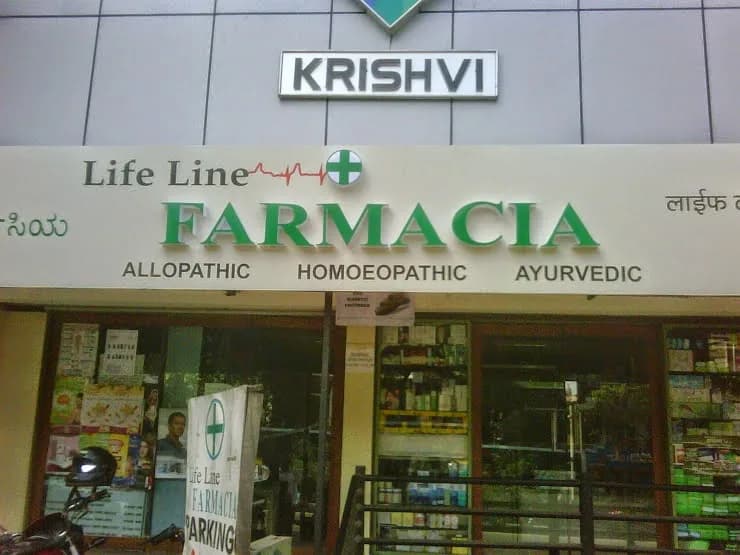 KRISHVI
Life Line
ಸಿಯ
FARMACIA
लाईफ
ALLOPATHIC HOMOEOPATHIC AYURVEDIC
Life Line
FARMACIA
PARKING